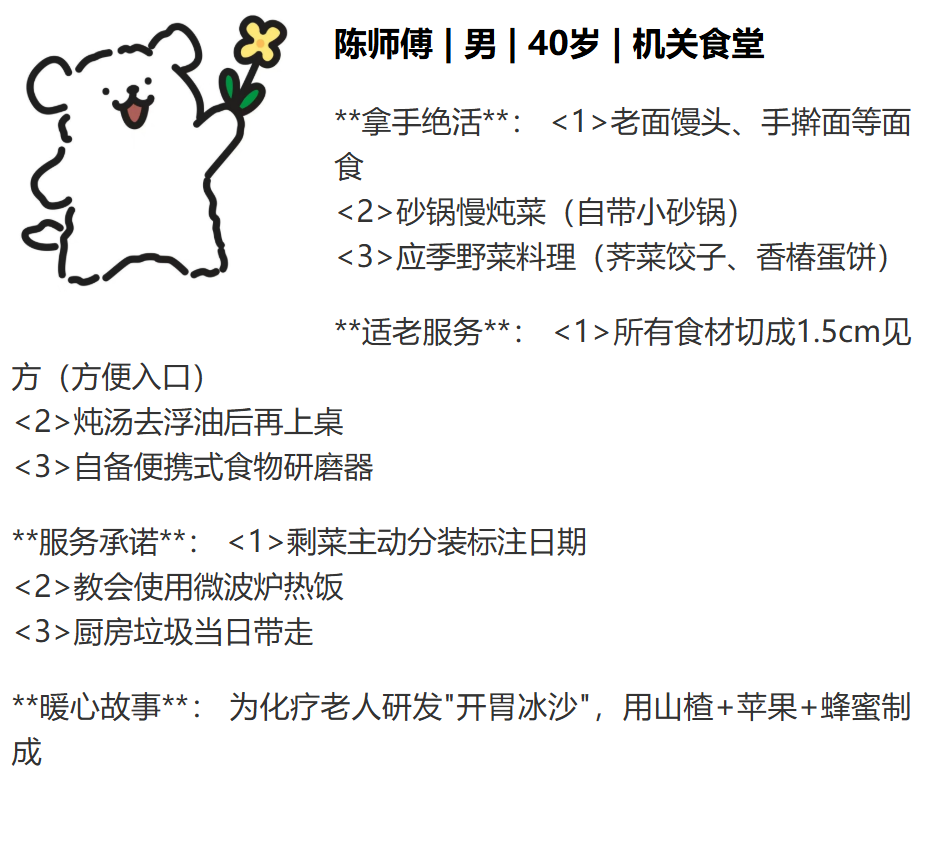 陈师傅 | 男 | 40岁 | 机关食堂
**拿手绝活**： <1>老面馒头、手擀面等面
食
<2>砂锅慢炖菜（自带小砂锅）
<3>应季野菜料理（荠菜饺子、香椿蛋饼）
**适老服务**： <1>所有食材切成1.5cm见
方（方便入口）
<2>炖汤去浮油后再上桌
<3>自备便携式食物研磨器
**服务承诺**： <1>剩菜主动分装标注日期
<2>教会使用微波炉热饭
<3>厨房垃圾当日带走
**暖心故事**： 为化疗老人研发"开胃冰沙"，用山楂+苹果+蜂蜜制
成